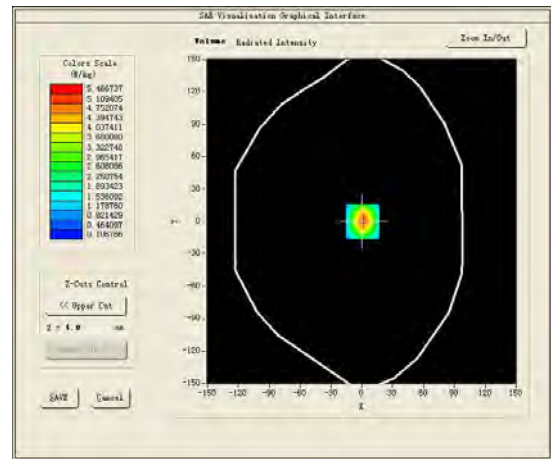 SAR Visualisation Graphical Interface
Volume Radiated Intensity
Zoom In/Out
Colors Scale
(W/kg)
5.466737
5.109405
4.752074
4.394743
4.037411
3.680080
3.322748
2.965417
2.608086
2.250754
1.893423
1.536092
1.178760
0.821429
0.464097
0.106766
Z-Cuts Control
<< Upper Cut
Z = 4.0 mm
SAVE
Cancel
150
120
90
60
30
0
-30
-60
-90
-120
-150
Y
-150 -120 -90 -60 -30 0 30 60 90 120 150
X